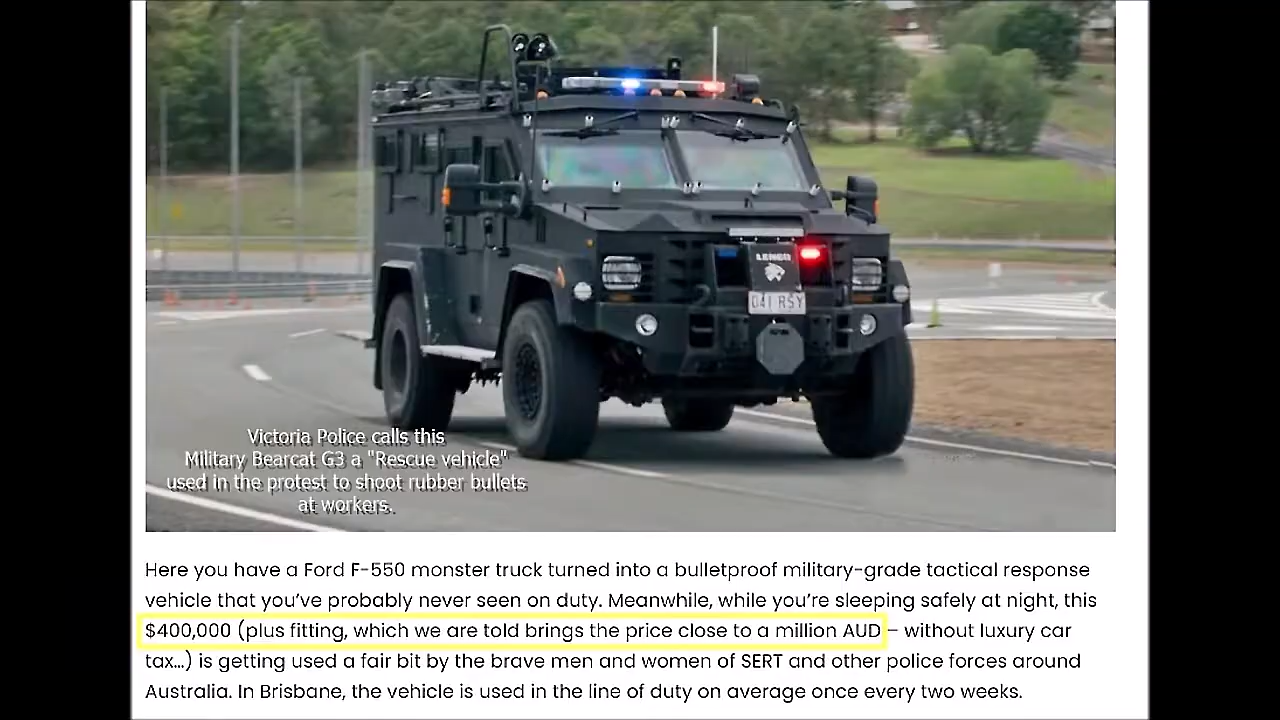 LENCO
041 RSY
Victoria Police calls this
Military Bearcat G3 a "Rescue vehicle"
used in the protest to shoot rubber bullets
at workers.
Here you have a Ford F-550 monster truck turned into a bulletproof military-grade tactical response
vehicle that you’ve probably never seen on duty. Meanwhile, while you’re sleeping safely at night, this
$400,000 (plus fitting, which we are told brings the price close to a million AUD – without luxury car
tax…) is getting used a fair bit by the brave men and women of SERT and other police forces around
Australia. In Brisbane, the vehicle is used in the line of duty on average once every two weeks.